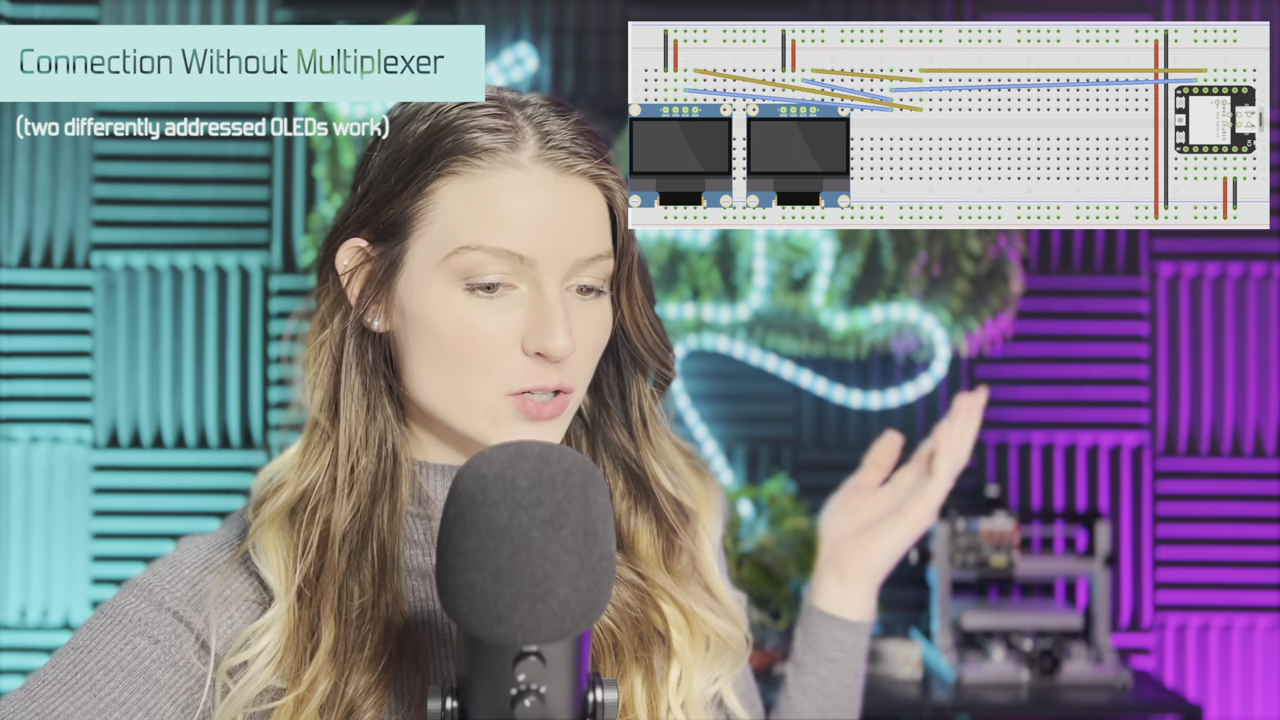 Connection Without Multiplexer
(two differently addressed OLEDs work)